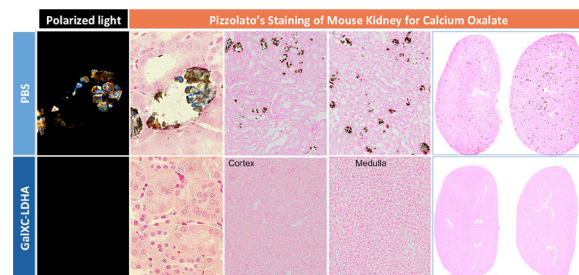 Polarized light
Pizzolato's Staining of Mouse Kidney for Calcium Oxalate
PBS
Cortex
Medulla
GalXC-LDHA